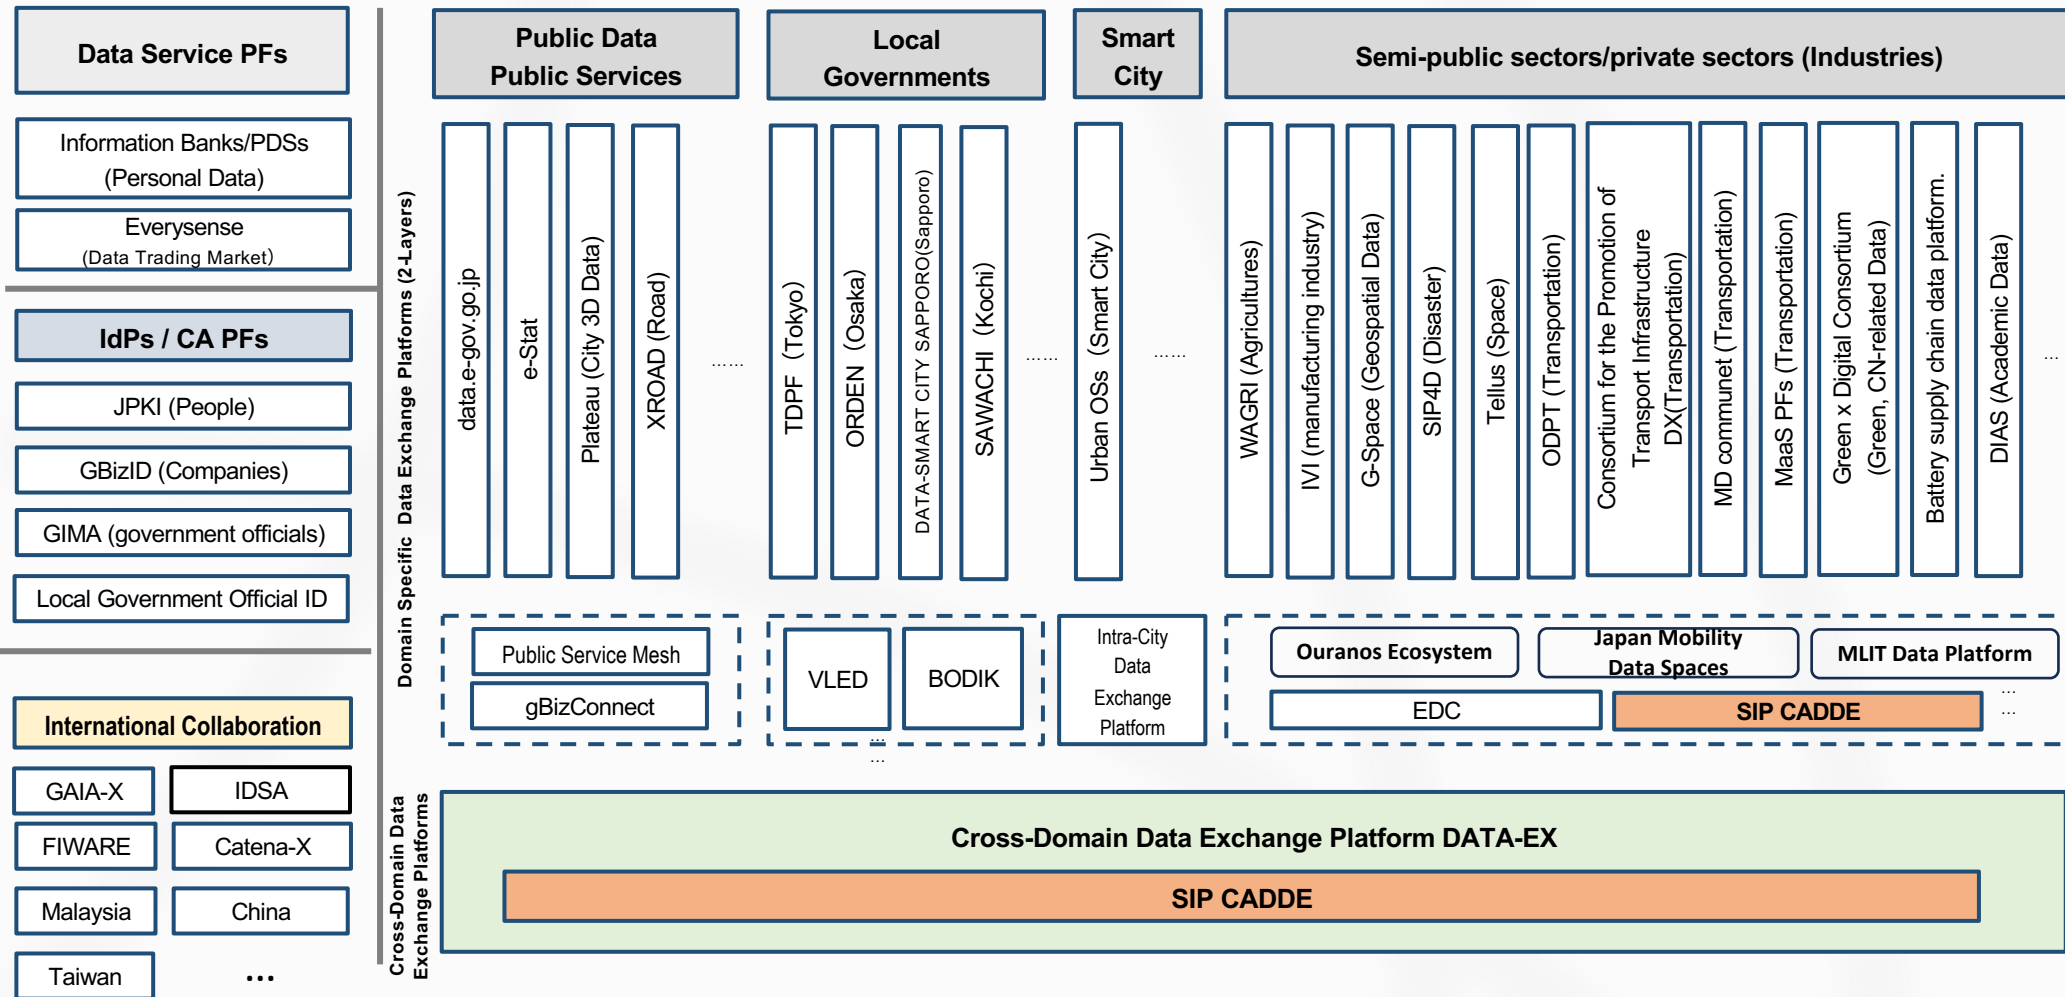 Data Service PFs
Information Banks/PDSs
(Personal Data)
Everysense
(Data Trading Market)
IdPs / CA PFs
JPKI (People)
GBizID (Companies)
GIMA (government officials)
Local Government Official ID
International Collaboration
GAIA-X
IDSA
FIWARE
Catena-X
Malaysia
China
Taiwan
...
Domain Specific Data Exchange Platforms (2-Layers)
Public Data
Public Services
data.e-gov.go.jp
e-Stat
Plateau (City 3D Data)
XROAD (Road)
……
Public Service Mesh
gBizConnect
Local
Governments
TDPF (Tokyo)
ORDEN (Osaka)
DATA-SMART CITY SAPPORO(Sapporo)
SAWACHI (Kochi)
……
VLED
BODIK
...
...
Smart
City
Urban OSs (Smart City)
……
Intra-City
Data
Exchange
Platform
Semi-public sectors/private sectors (Industries)
WAGRI (Agricultures)
IVI (manufacturing industry)
G-Space (Geospatial Data)
SIP4D (Disaster)
Tellus (Space)
ODPT (Transportation)
Consortium for the Promotion of
Transport Infrastructure
DX(Transportation)
MD communet (Transportation)
MaaS PFs (Transportation)
Green x Digital Consortium
(Green, CN-related Data)
Battery supply chain data platform.
DIAS (Academic Data)
...
Ouranos Ecosystem
Japan Mobility
Data Spaces
MLIT Data Platform
EDC
SIP CADDE
...
...
Cross-Domain Data
Exchange Platforms
Cross-Domain Data Exchange Platform DATA-EX
SIP CADDE